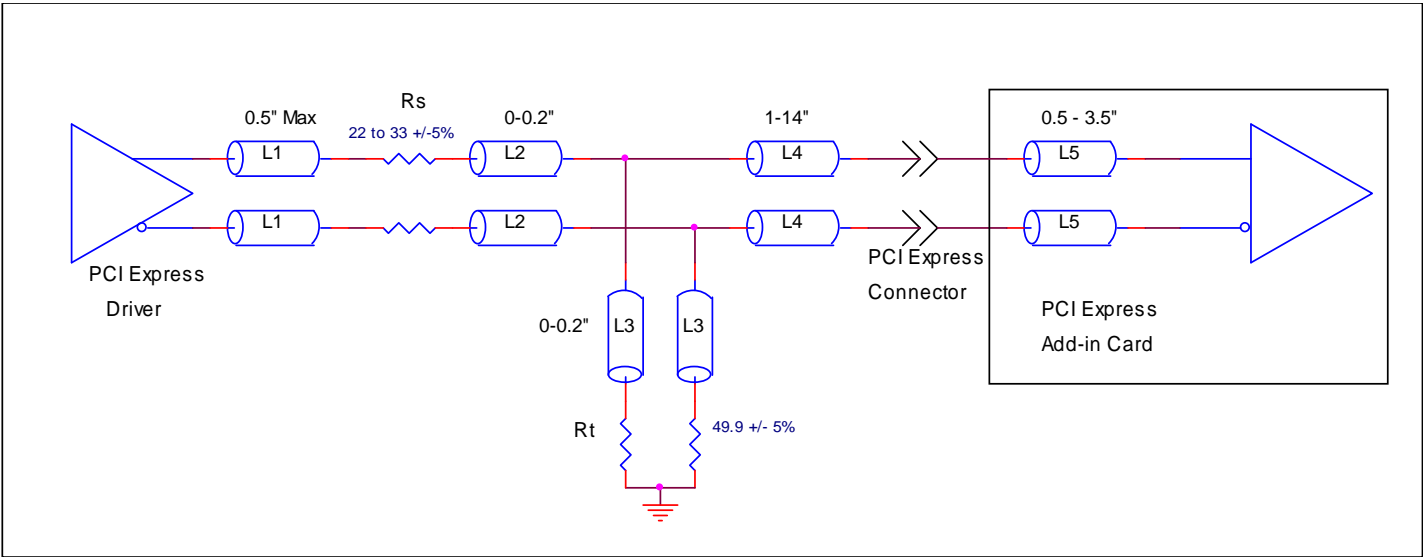 Rs
0.5" Max
22 to 33 +/-5%
0-0.2"
1-14"
0.5 - 3.5"
L1
L2
L4
L5
L1
L2
L4
L5
PCI Express
Driver
PCI Express
Connector
0-0.2"
L3
L3
PCI Express
Add-in Card
Rt
49.9 +/- 5%